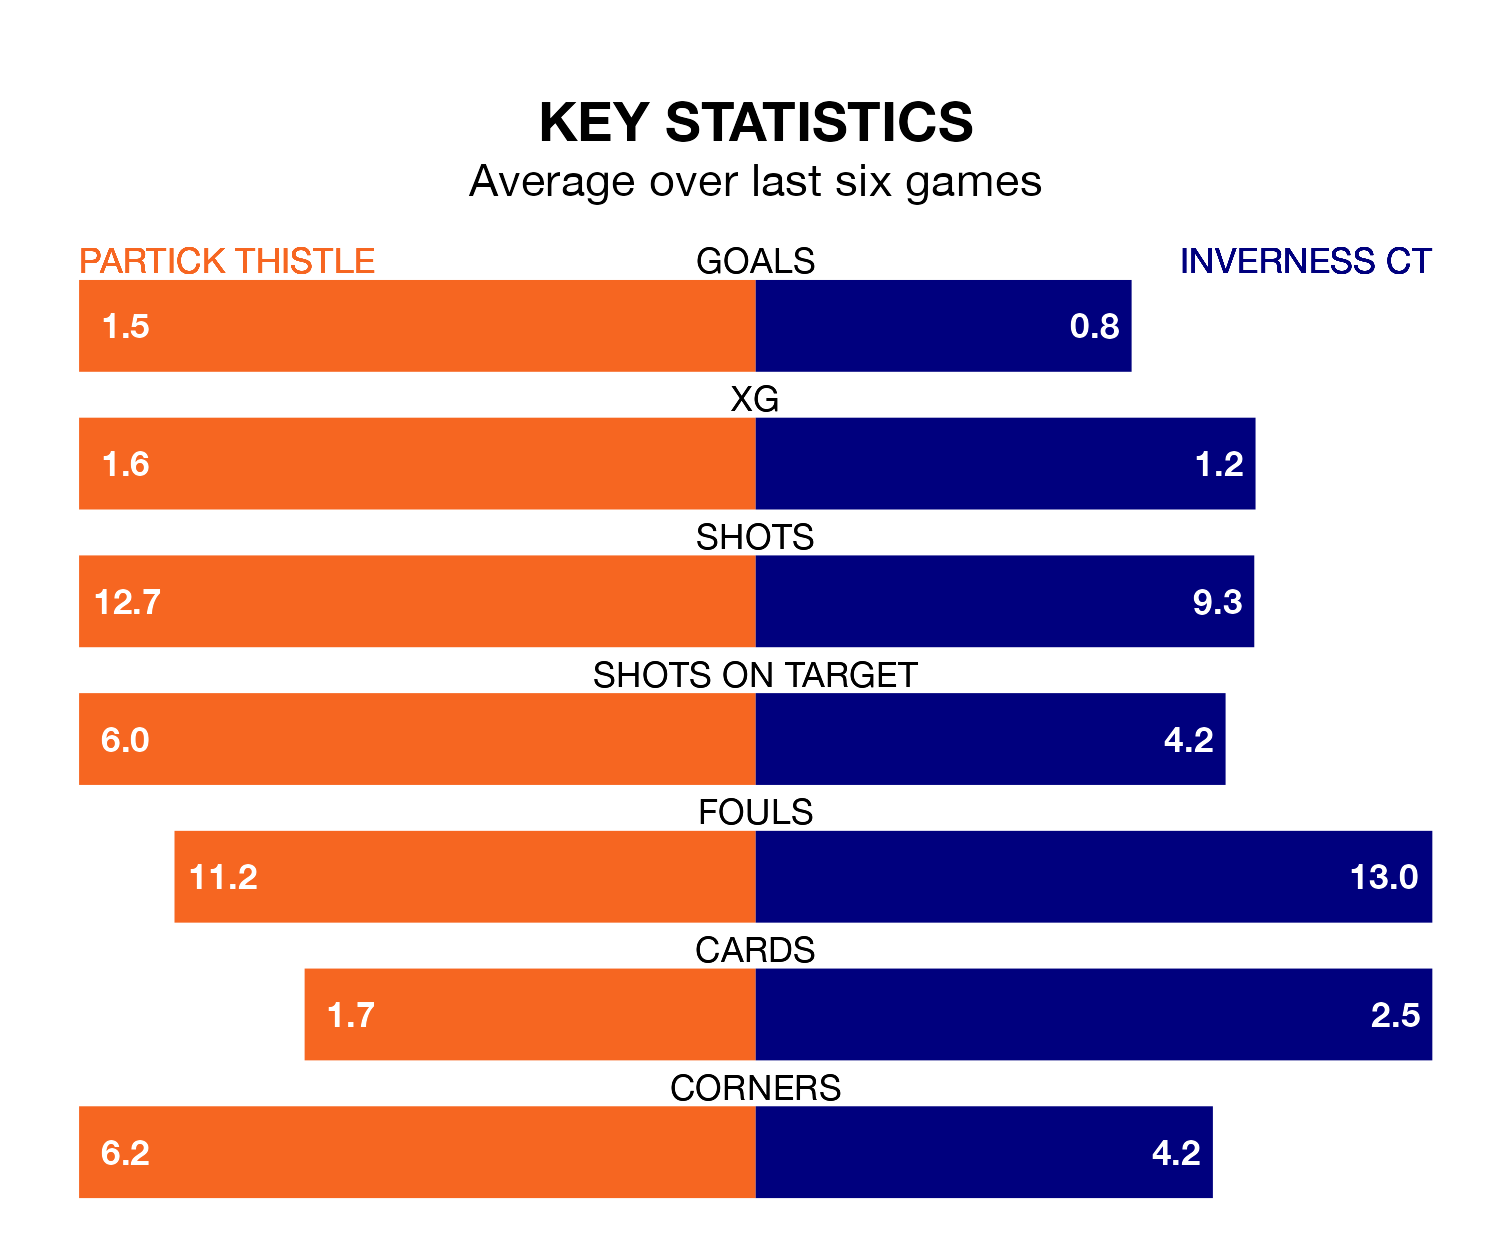 KEY STATISTICS
Average over last six games
PARTICK THISTLE GOALS INVERNESS CT
1.5 0.8
XG
1.6 1.2
SHOTS
12.7 9.3
SHOTS ON TARGET
6.0 4.2
FOULS
11.2 13.0
CARDS
1.7 2.5
CORNERS
6.2 4.2